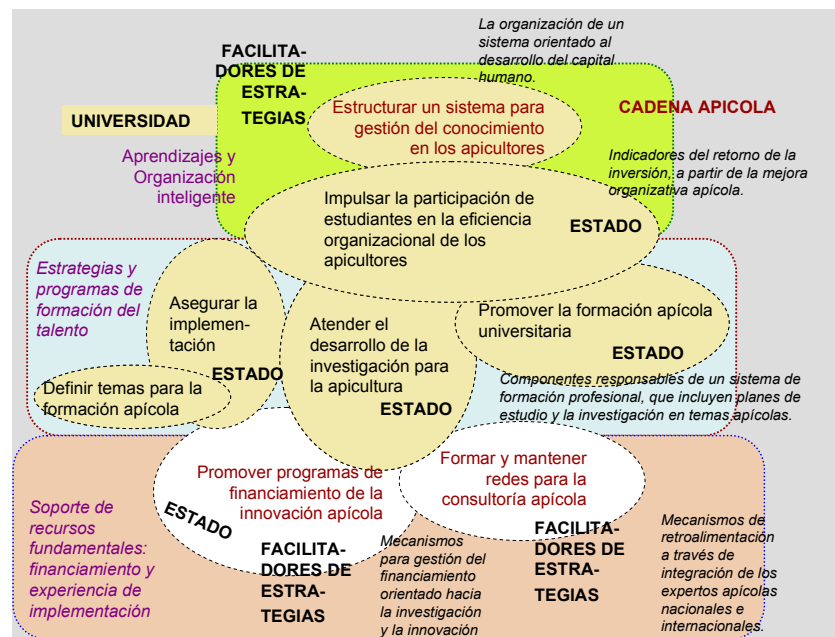 La organización de un
sistema orientado al
desarrollo del capital
humano.
FACILITA-
DORES DE
ESTRA-
TEGIAS
UNIVERSIDAD
Estructurar un sistema para
gestión del conocimiento
en los apicultores
CADENA APICOLA
Aprendizajes y
Organización
inteligente
Indicadores del retorno de la
inversión, a partir de la mejora
organizativa apícola.
Impulsar la participación de
estudiantes en la eficiencia
organizacional de los
apicultores
ESTADO
Estrategias y
programas de
formación del
talento
Asegurar la
implemen-
tación
ESTADO
Atender el
desarrollo de la
investigación para
la apicultura
ESTADO
Promover la formación apícola
universitaria
ESTADO
Definir temas para la
formación apícola
Componentes responsables de un sistema de
formación profesional, que incluyen planes de
estudio y la investigación en temas apícolas.
Promover programas de
financiamiento de la
innovación apícola
ESTADO
Formar y mantener
redes para la
consultoría apícola
Soporte de
recursos
fundamentales:
financiamiento y
experiencia de
implementación
FACILITA-
DORES DE
ESTRA-
TEGIAS
Mecanismos
para gestión del
financiamiento
orientado hacia
la investigación
y la innovación
FACILITA-
DORES DE
ESTRA-
TEGIAS
Mecanismos de
retroalimentación
a través de
integración de los
expertos apícolas
nacionales e
internacionales.